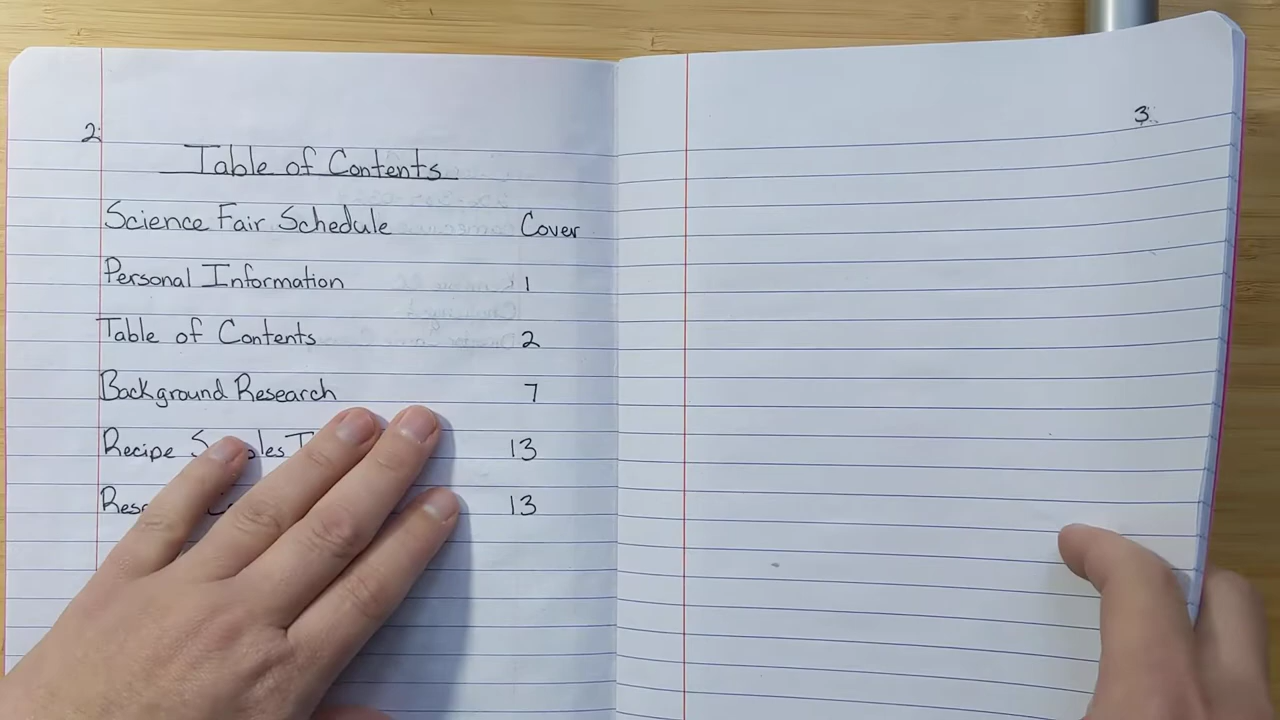 2
Table of Contents
Science Fair Schedule Cover
Personal Information 1
Table of Contents 2
Background Research 7
Recipe 13
13
3